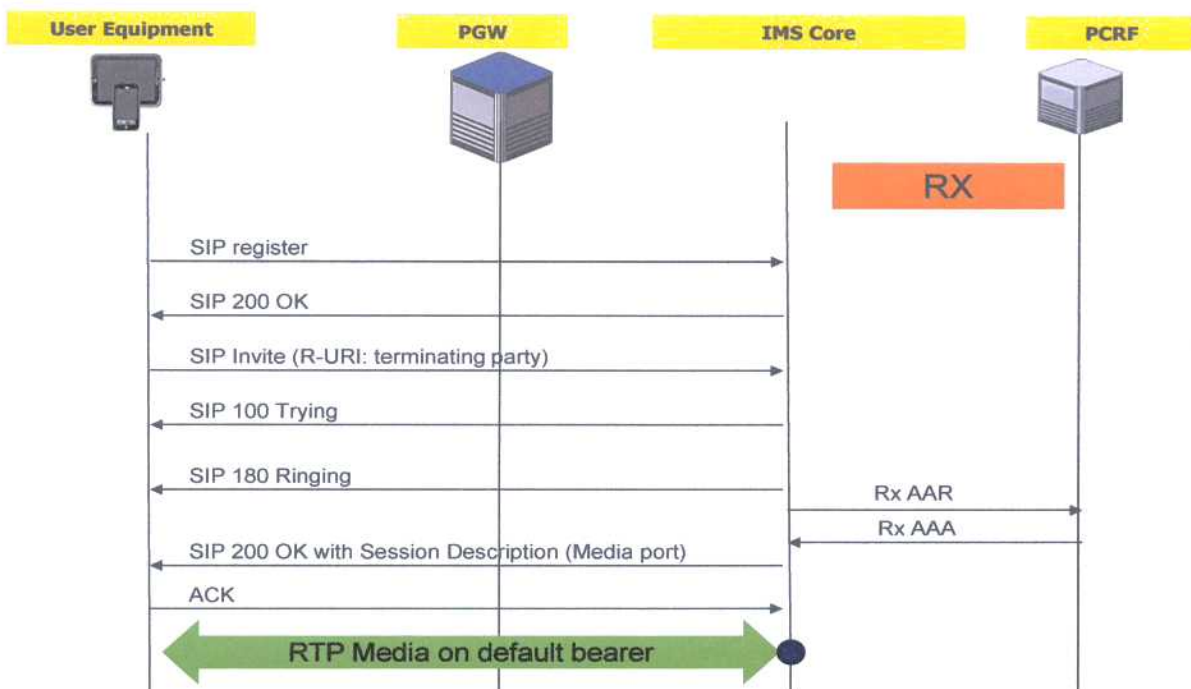 User Equipment
PGW
IMS Core
PCRF
RX
SIP register
SIP 200 OK
SIP Invite (R-URI: terminating party)
SIP 100 Trying
SIP 180 Ringing
Rx AAR
Rx AAA
SIP 200 OK with Session Description (Media port)
ACK
RTP Media on default bearer